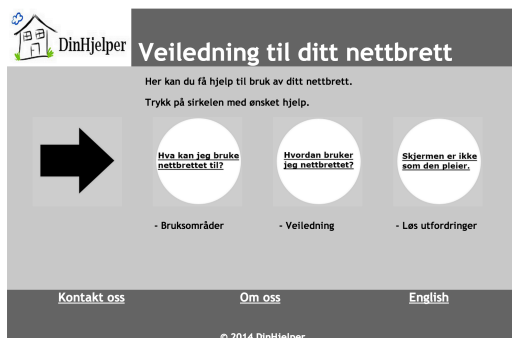 DinHjelper
Veiledning til ditt nettbrett
Her kan du få hjelp til bruk av ditt nettbrett.
Trykk på sirkelen med ønsket hjelp.
Hva kan jeg bruke
nettbrettet til?
Hvordan bruker
jeg nettbrettet?
Skjermen er ikke
som den pleier.
- Bruksområder
- Veiledning
- Løs utfordringer
Kontakt oss
Om oss
English
© 2014 DinHjelper